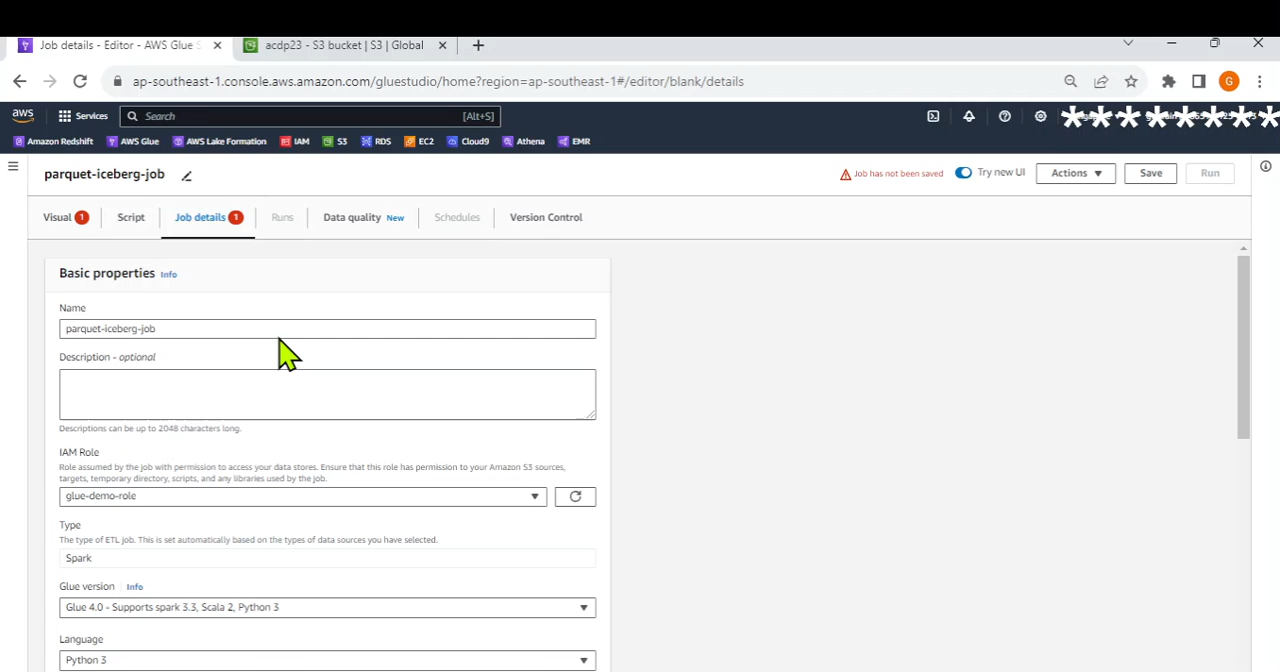 Job details - Editor - AWS Glue S
acdp23 - S3 bucket | S3 | Global
ap-southeast-1.console.aws.amazon.com/gluestudio/home?region=ap-southeast-1#/editor/blank/details
G
aws
Services
Search
[Alt+S]
********
Amazon Redshift AWS Glue AWS Lake Formation IAM S3 RDS EC2 Cloud9 Athena EMR
parquet-iceberg-job
Job has not been saved
Try new UI
Actions
Save
Run
Visual 1
Script
Job details 1
Runs
Data quality New
Schedules
Version Control
Basic properties Info
Name
parquet-iceberg-job
Description - optional
Descriptions can be up to 2048 characters long.
IAM Role
Role assumed by the job with permission to access your data stores. Ensure that this role has permission to your Amazon S3 sources,
targets, temporary directory, scripts, and any libraries used by the job.
glue-demo-role
Type
The type of ETL job. This is set automatically based on the types of data sources you have selected.
Spark
Glue version Info
Glue 4.0 - Supports spark 3.3, Scala 2, Python 3
Language
Python 3